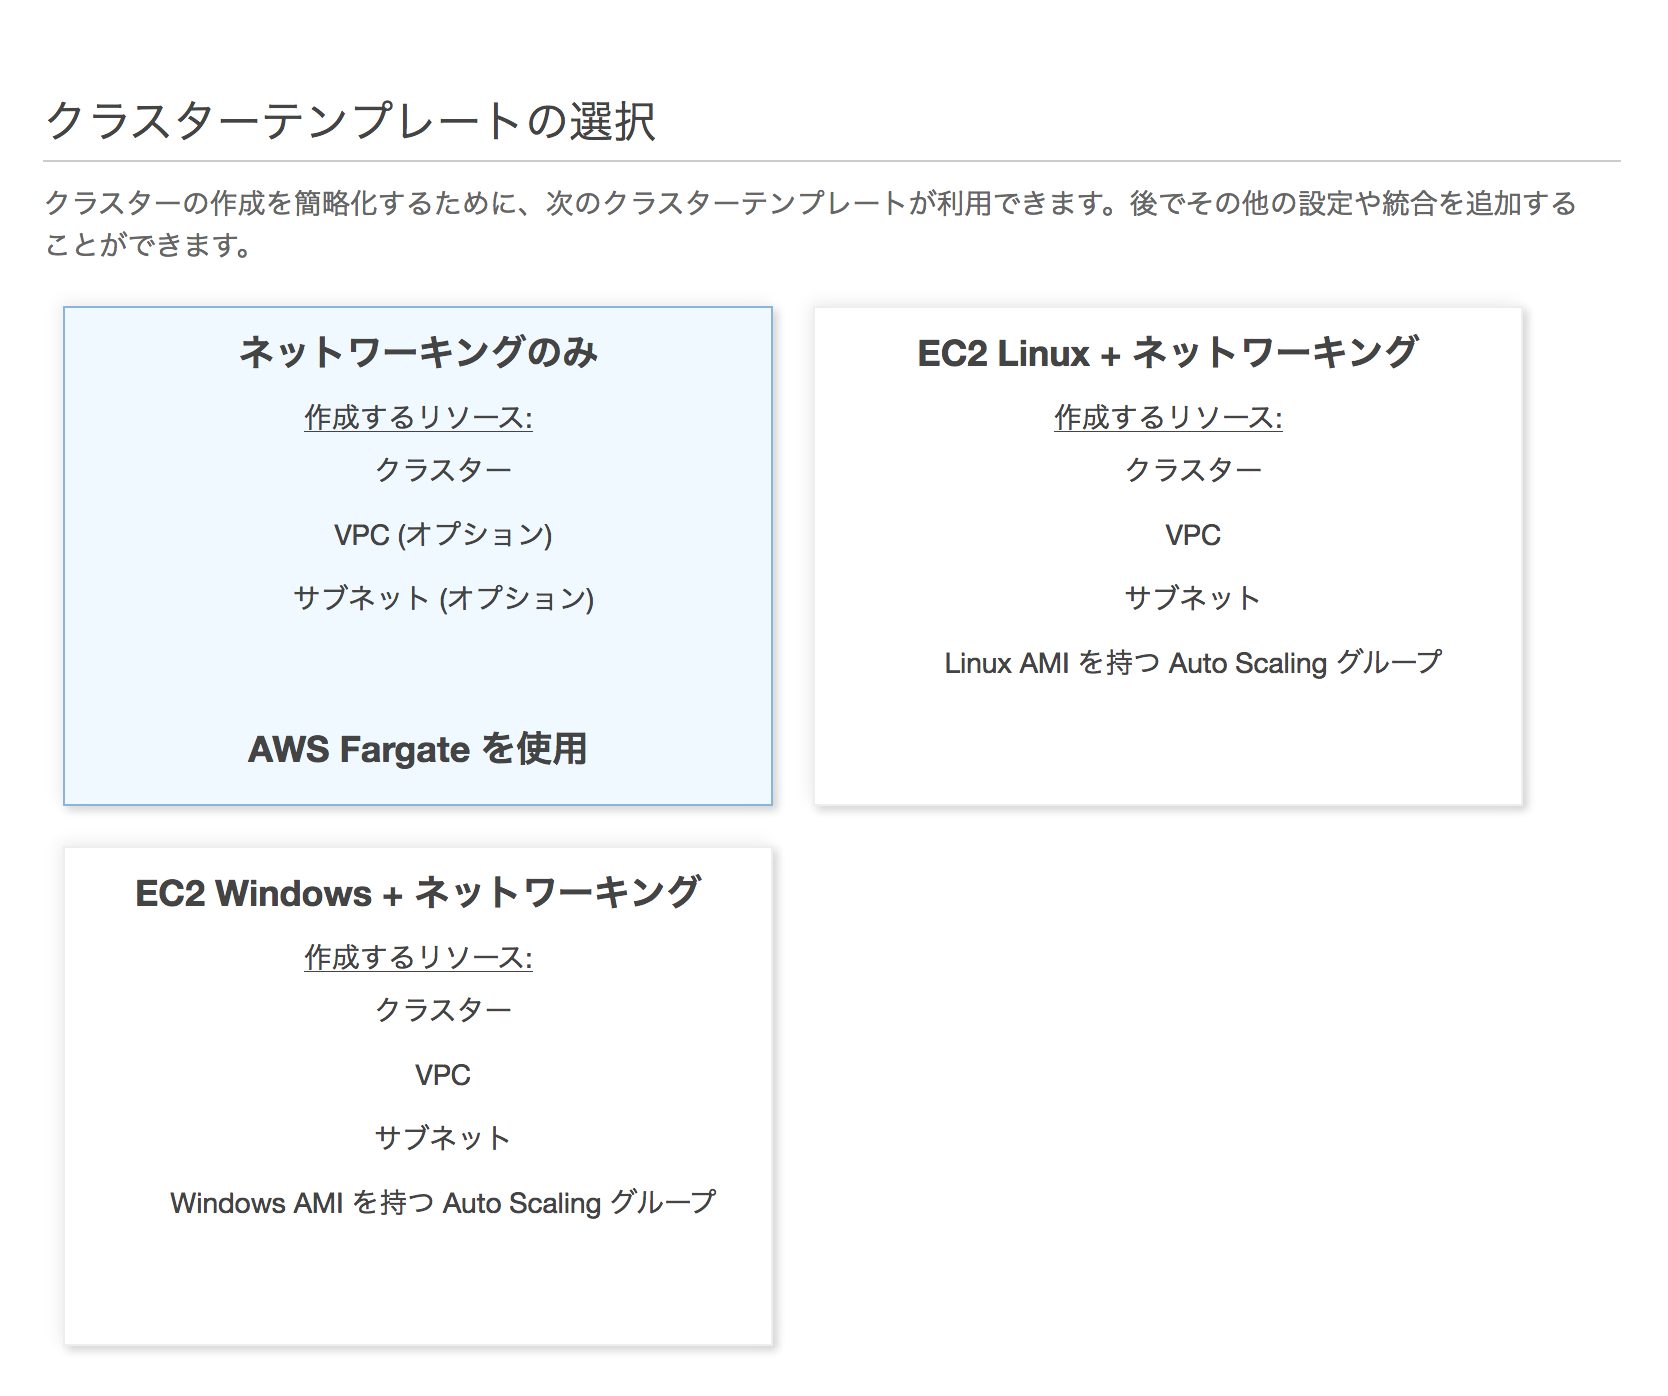 クラスターテンプレートの選択
クラスターの作成を簡略化するために、次のクラスターテンプレートが利用できます。後でその他の設定や統合を追加する
ことができます。
ネットワーキングのみ
作成するリソース:
クラスター
VPC (オプション)
サブネット (オプション)
AWS Fargate を使用
EC2 Linux + ネットワーキング
作成するリソース:
クラスター
VPC
サブネット
Linux AMI を持つ Auto Scaling グループ
EC2 Windows + ネットワーキング
作成するリソース:
クラスター
VPC
サブネット
Windows AMI を持つ Auto Scaling グループ